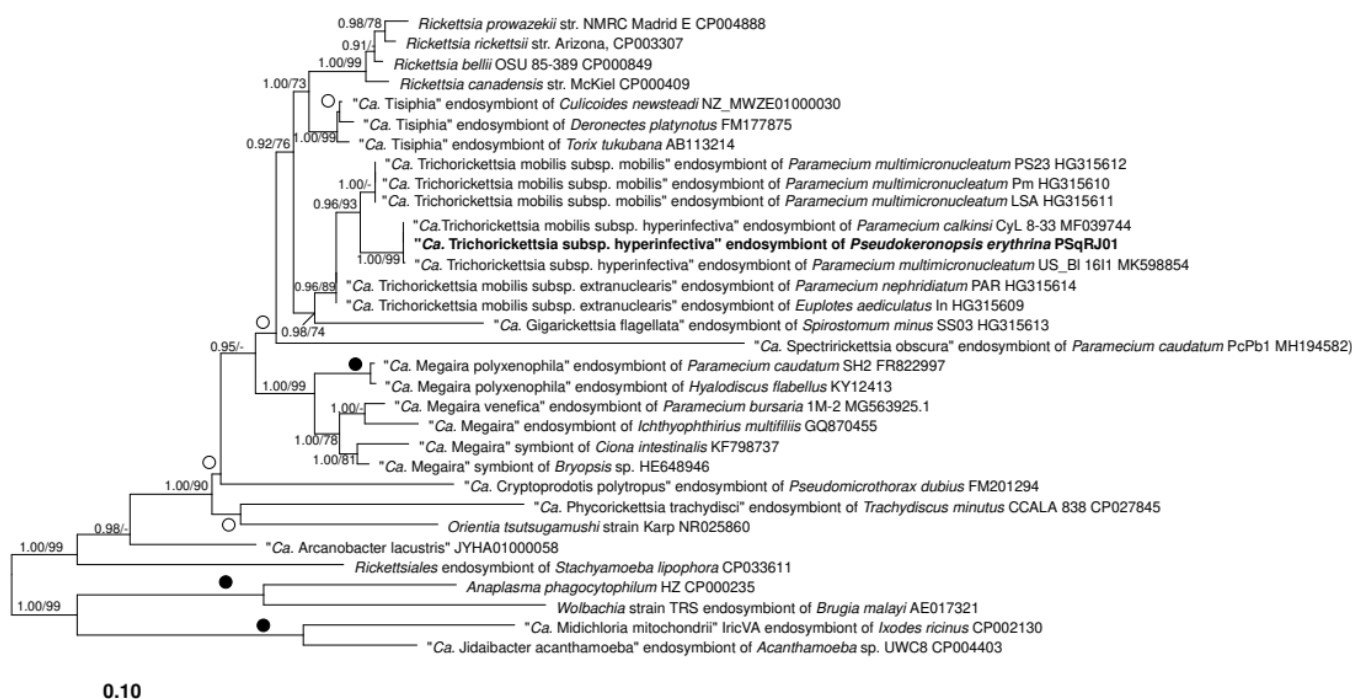 0.98/78
Rickettsia prowazekii str. NMRC Madrid E CP004888
0.91/-
Rickettsia rickettsii str. Arizona, CP003307
1.00/99
Rickettsia bellii OSU 85-389 CP000849
1.00/73
Rickettsia canadensis str. McKiel CP000409
"Ca. Tisiphia" endosymbiont of Culicoides newsteadi NZ_MWZE01000030
"Ca. Tisiphia" endosymbiont of Deronectes platynotus FM177875
1.00/99
0.92/76
"Ca. Tisiphia" endosymbiont of Torix tukubana AB113214
"Ca. Trichorickettsia mobilis subsp. mobilis" endosymbiont of Paramecium multimicronucleatum PS23 HG315612
1.00/-
"Ca. Trichorickettsia mobilis subsp. mobilis" endosymbiont of Paramecium multimicronucleatum Pm HG315610
"Ca. Trichorickettsia mobilis subsp. mobilis" endosymbiont of Paramecium multimicronucleatum LSA HG315611
0.96/93
"Ca.Trichorickettsia mobilis subsp. hyperinfectiva" endosymbiont of Paramecium calkinsi CyL 8-33 MF039744
"Ca. Trichorickettsia subsp. hyperinfectiva" endosymbiont of Pseudokeronopsis erythrina PSqRJ01
1.00/99
"Ca. Trichorickettsia subsp. hyperinfectiva" endosymbiont of Paramecium multimicronucleatum US_Bl 16I1 MK598854
0.96/89
"Ca. Trichorickettsia mobilis subsp. extranuclearis" endosymbiont of Paramecium nephridiatum PAR HG315614
"Ca. Trichorickettsia mobilis subsp. extranuclearis" endosymbiont of Euplotes aediculatus In HG315609
"Ca. Gigarickettsia flagellata" endosymbiont of Spirostomum minus SS03 HG315613
0.98/74
0.95/-
"Ca. Spectririckettsia obscura" endosymbiont of Paramecium caudatum PcPb1 MH194582)
"Ca. Megaira polyxenophila" endosymbiont of Paramecium caudatum SH2 FR822997
1.00/99
"Ca. Megaira polyxenophila" endosymbiont of Hyalodiscus flabellus KY12413
1.00/-
"Ca. Megaira venefica" endosymbiont of Paramecium bursaria 1M-2 MG563925.1
"Ca. Megaira" endosymbiont of Ichthyophthirius multifiliis GQ870455
1.00/78
"Ca. Megaira" symbiont of Ciona intestinalis KF798737
1.00/81
"Ca. Megaira" symbiont of Bryopsis sp. HE648946
1.00/90
"Ca. Cryptoprodotis polytropus" endosymbiont of Pseudomicrothorax dubius FM201294
"Ca. Phycorickettsia trachydisci" endosymbiont of Trachydiscus minutus CCALA 838 CP027845
0.98/-
Orientia tsutsugamushi strain Karp NR025860
1.00/99
"Ca. Arcanobacter lacustris" JYHA01000058
Rickettsiales endosymbiont of Stachyamoeba lipophora CP033611
Anaplasma phagocytophilum HZ CP000235
1.00/99
Wolbachia strain TRS endosymbiont of Brugia malayi AE017321
"Ca. Midichloria mitochondrii" IricVA endosymbiont of Ixodes ricinus CP002130
"Ca. Jidaibacter acanthamoeba" endosymbiont of Acanthamoeba sp. UWC8 CP004403
0.10